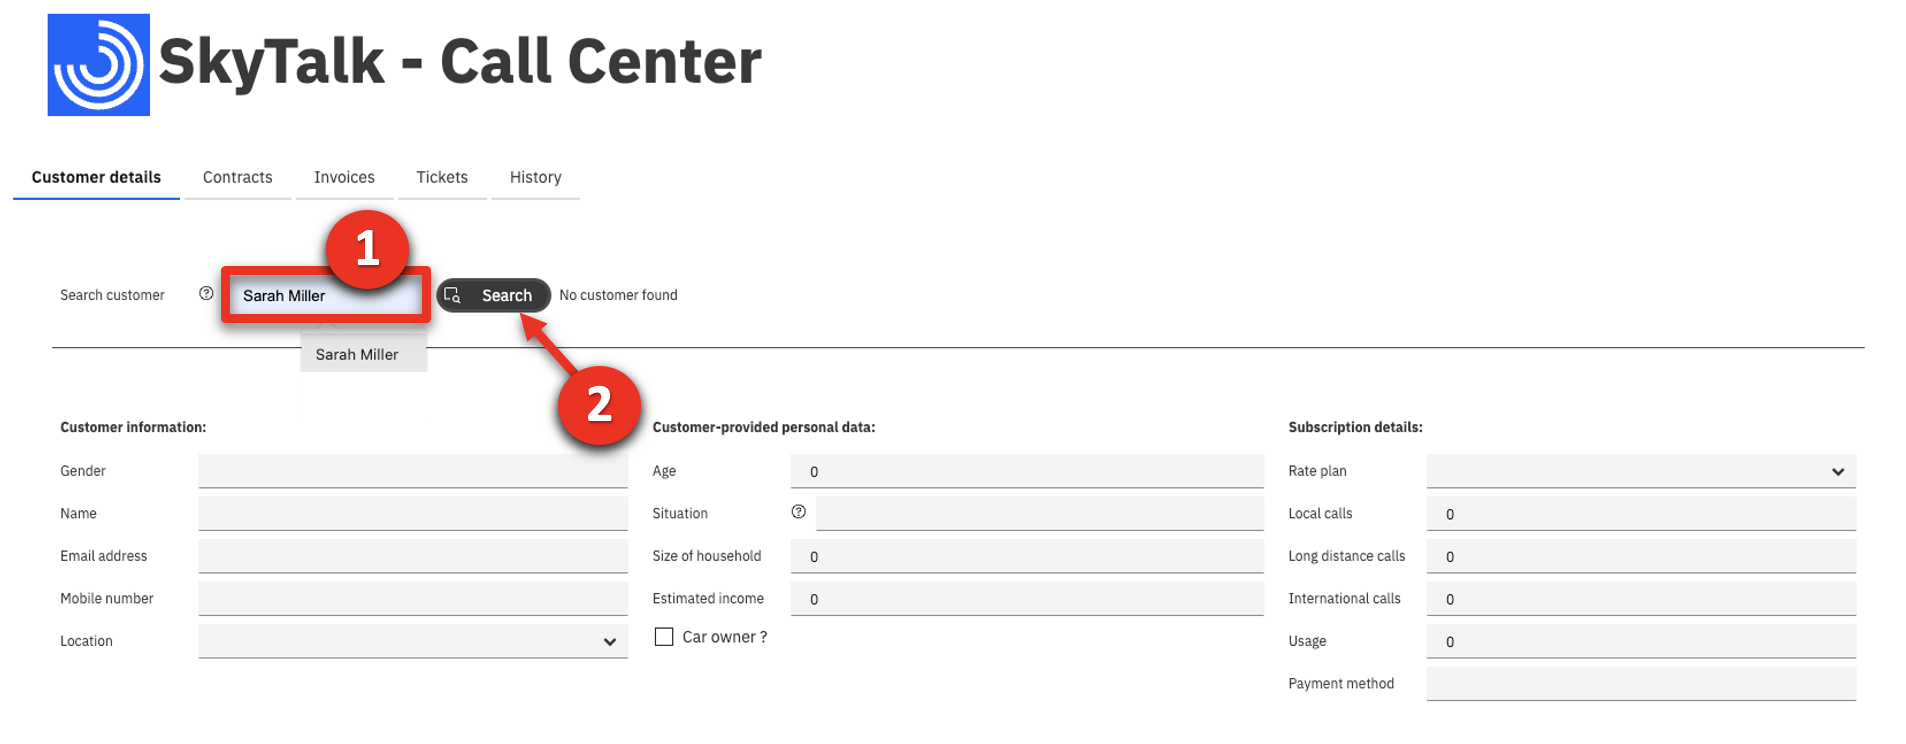 SkyTalk - Call Center
Customer details Contracts Invoices Tickets History
1
Search customer Sarah Miller Search No customer found
Sarah Miller
2
Customer information: Customer-provided personal data: Subscription details:
Gender Age 0 Rate plan
Name Situation Local calls 0
Email address Size of household 0 Long distance calls 0
Mobile number Estimated income 0 International calls 0
Location Car owner ? Usage 0
Payment method